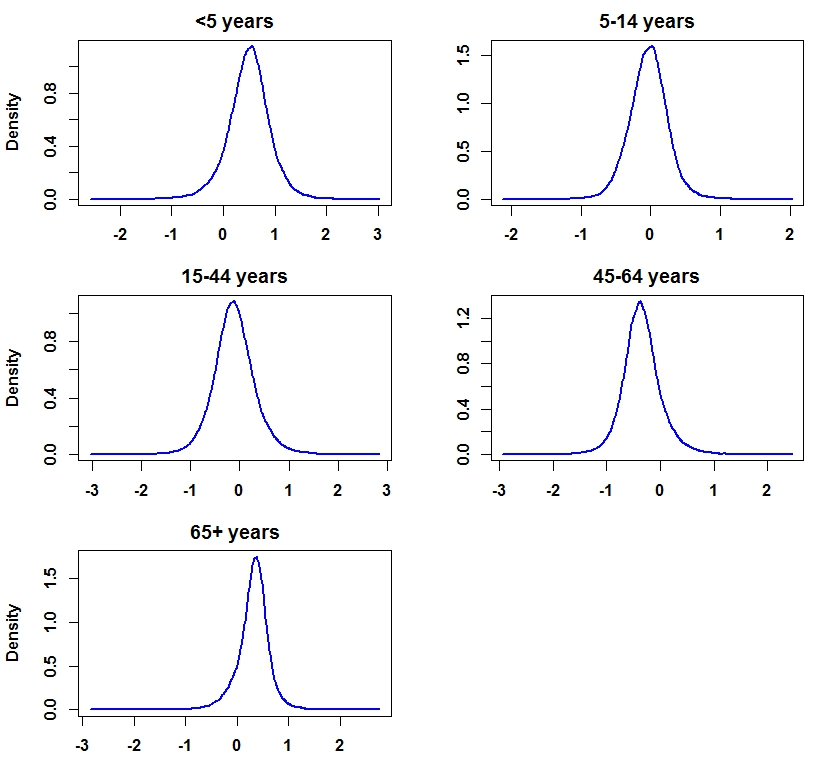 <5 years
Density
0.0 0.4 0.8
-2 -1 0 1 2 3
5-14 years
0.0 0.5 1.0 1.5
-2 -1 0 1 2
15-44 years
Density
0.0 0.4 0.8
-3 -2 -1 0 1 2 3
45-64 years
0.0 0.4 0.8 1.2
-3 -2 -1 0 1 2
65+ years
Density
0.0 0.5 1.0 1.5
-3 -2 -1 0 1 2